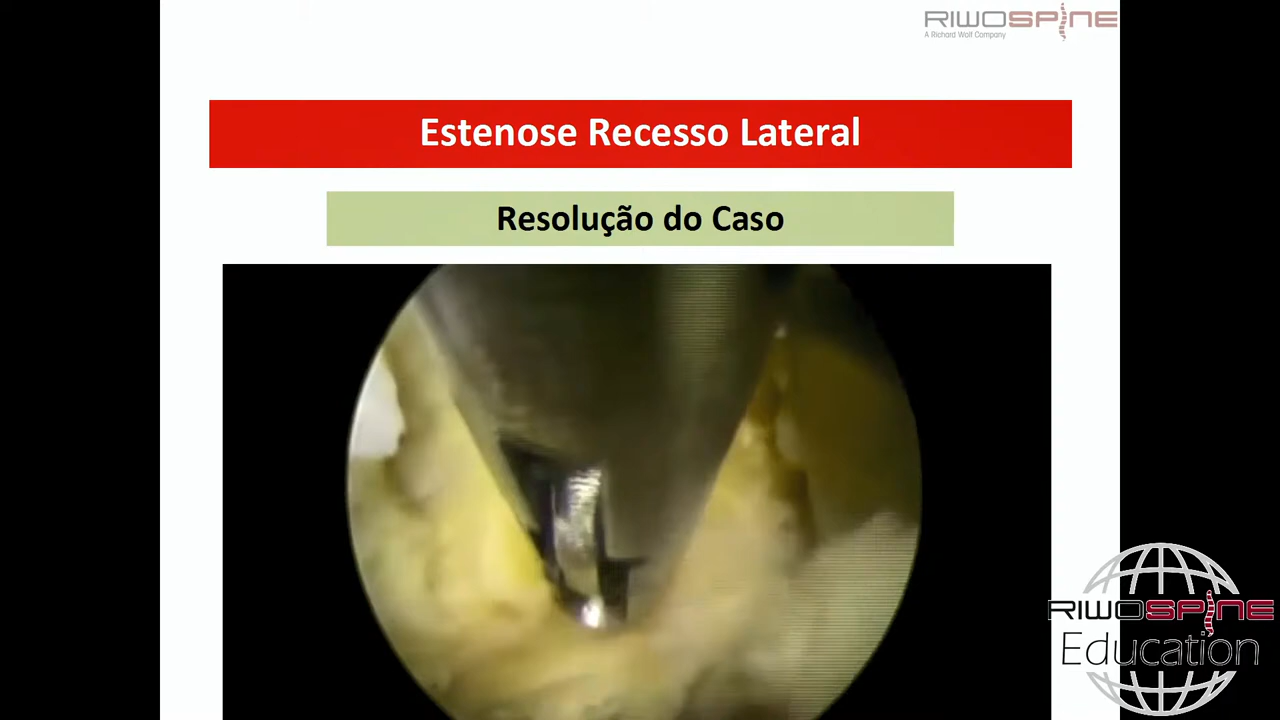 RIWOSPINE
A Richard Wolf Company
Estenose Recesso Lateral
Resolução do Caso
RIWOSPINE
Education